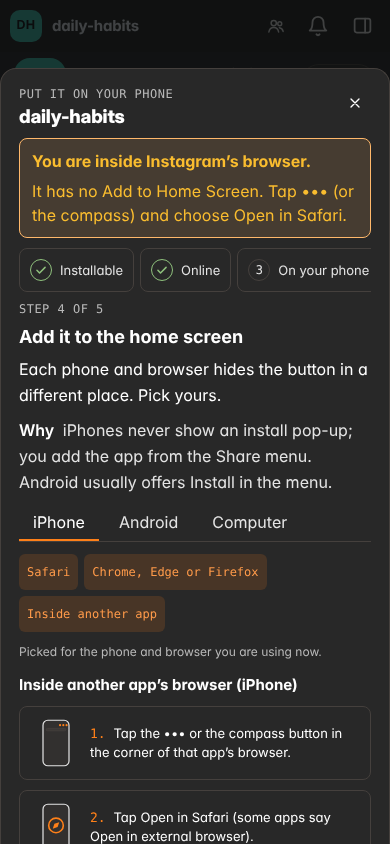 DH daily-habits
PUT IT ON YOUR PHONE
daily-habits
You are inside Instagram's browser.
It has no Add to Home Screen. Tap ••• (or
the compass) and choose Open in Safari.
Installable
Online
3 On your phone
STEP 4 OF 5
Add it to the home screen
Each phone and browser hides the button in a
different place. Pick yours.
Why iPhones never show an install pop-up;
you add the app from the Share menu.
Android usually offers Install in the menu.
iPhone Android Computer
Safari Chrome, Edge or Firefox
Inside another app
Picked for the phone and browser you are using now.
Inside another app's browser (iPhone)
1. Tap the ••• or the compass button in
the corner of that app's browser.
2. Tap Open in Safari (some apps say
Open in external browser).